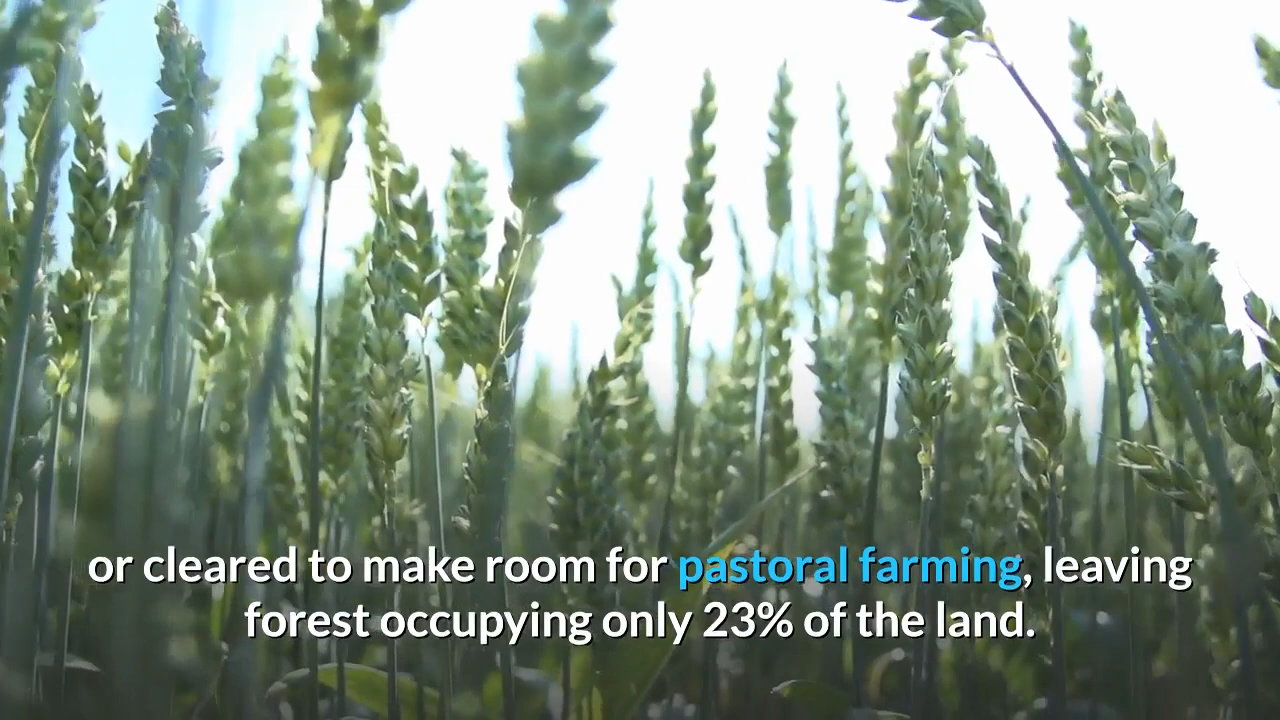 or cleared to make room for pastoral farming, leaving
forest occupying only 23% of the land.